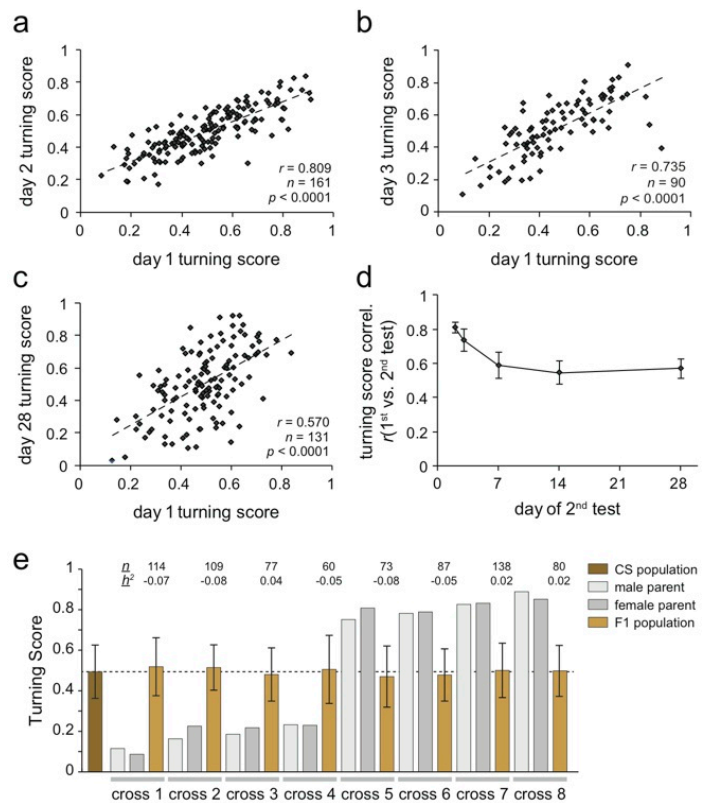 a
day 2 turning score
1
0.8
0.6
0.4
0.2
0
0 0.2 0.4 0.6 0.8 1
r = 0.809
n = 161
p < 0.0001
day 1 turning score
b
day 3 turning score
1
0.8
0.6
0.4
0.2
0
0 0.2 0.4 0.6 0.8 1
r = 0.735
n = 90
p < 0.0001
day 1 turning score
c
day 28 turning score
1
0.8
0.6
0.4
0.2
0
0 0.2 0.4 0.6 0.8 1
r = 0.570
n = 131
p < 0.0001
day 1 turning score
d
turning score correl.
r(1st vs. 2nd test)
1
0.8
0.6
0.4
0.2
0
0 7 14 21 28
day of 2nd test
e
Turning Score
1
0.8
0.6
0.4
0.2
0
n 114 109 77 60 73 87 138 80
h² -0.07 -0.08 0.04 -0.05 -0.08 -0.05 0.02 0.02
CS population
male parent
female parent
F1 population
cross 1 cross 2 cross 3 cross 4 cross 5 cross 6 cross 7 cross 8